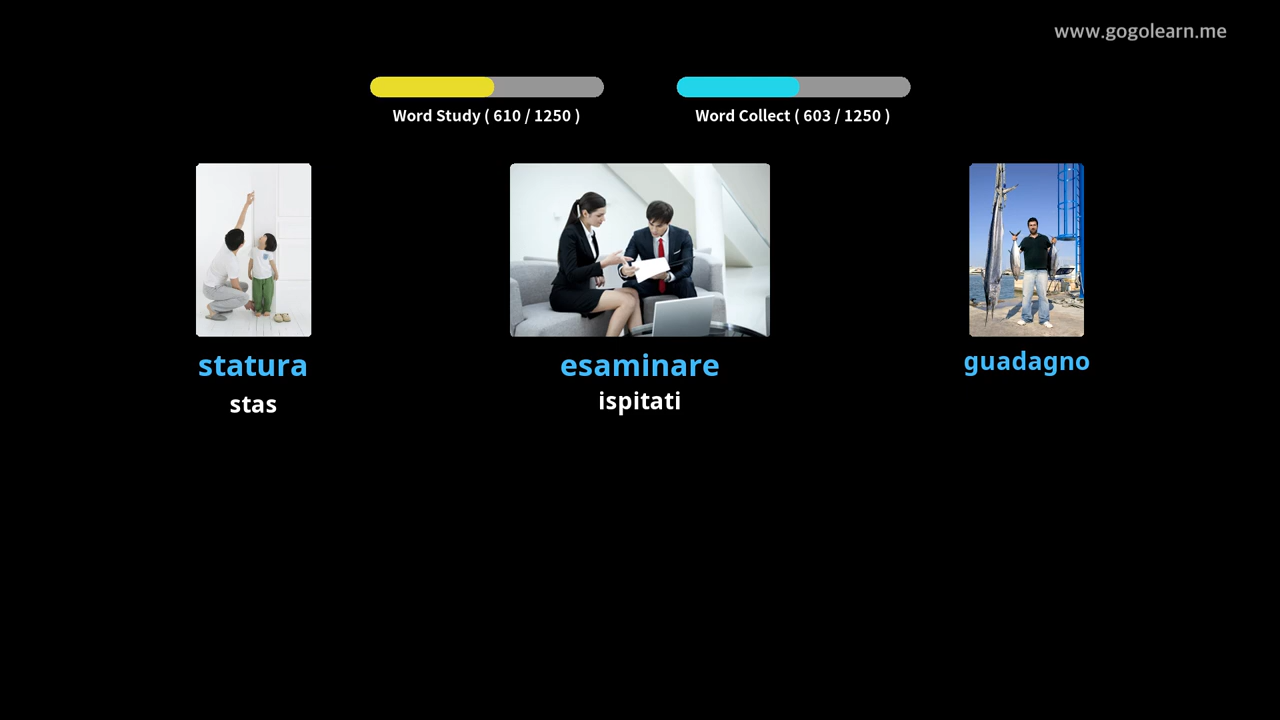 www.gogolearn.me
Word Study ( 610 / 1250 )
Word Collect ( 603 / 1250 )
statura
stas
esaminare
ispitati
guadagno